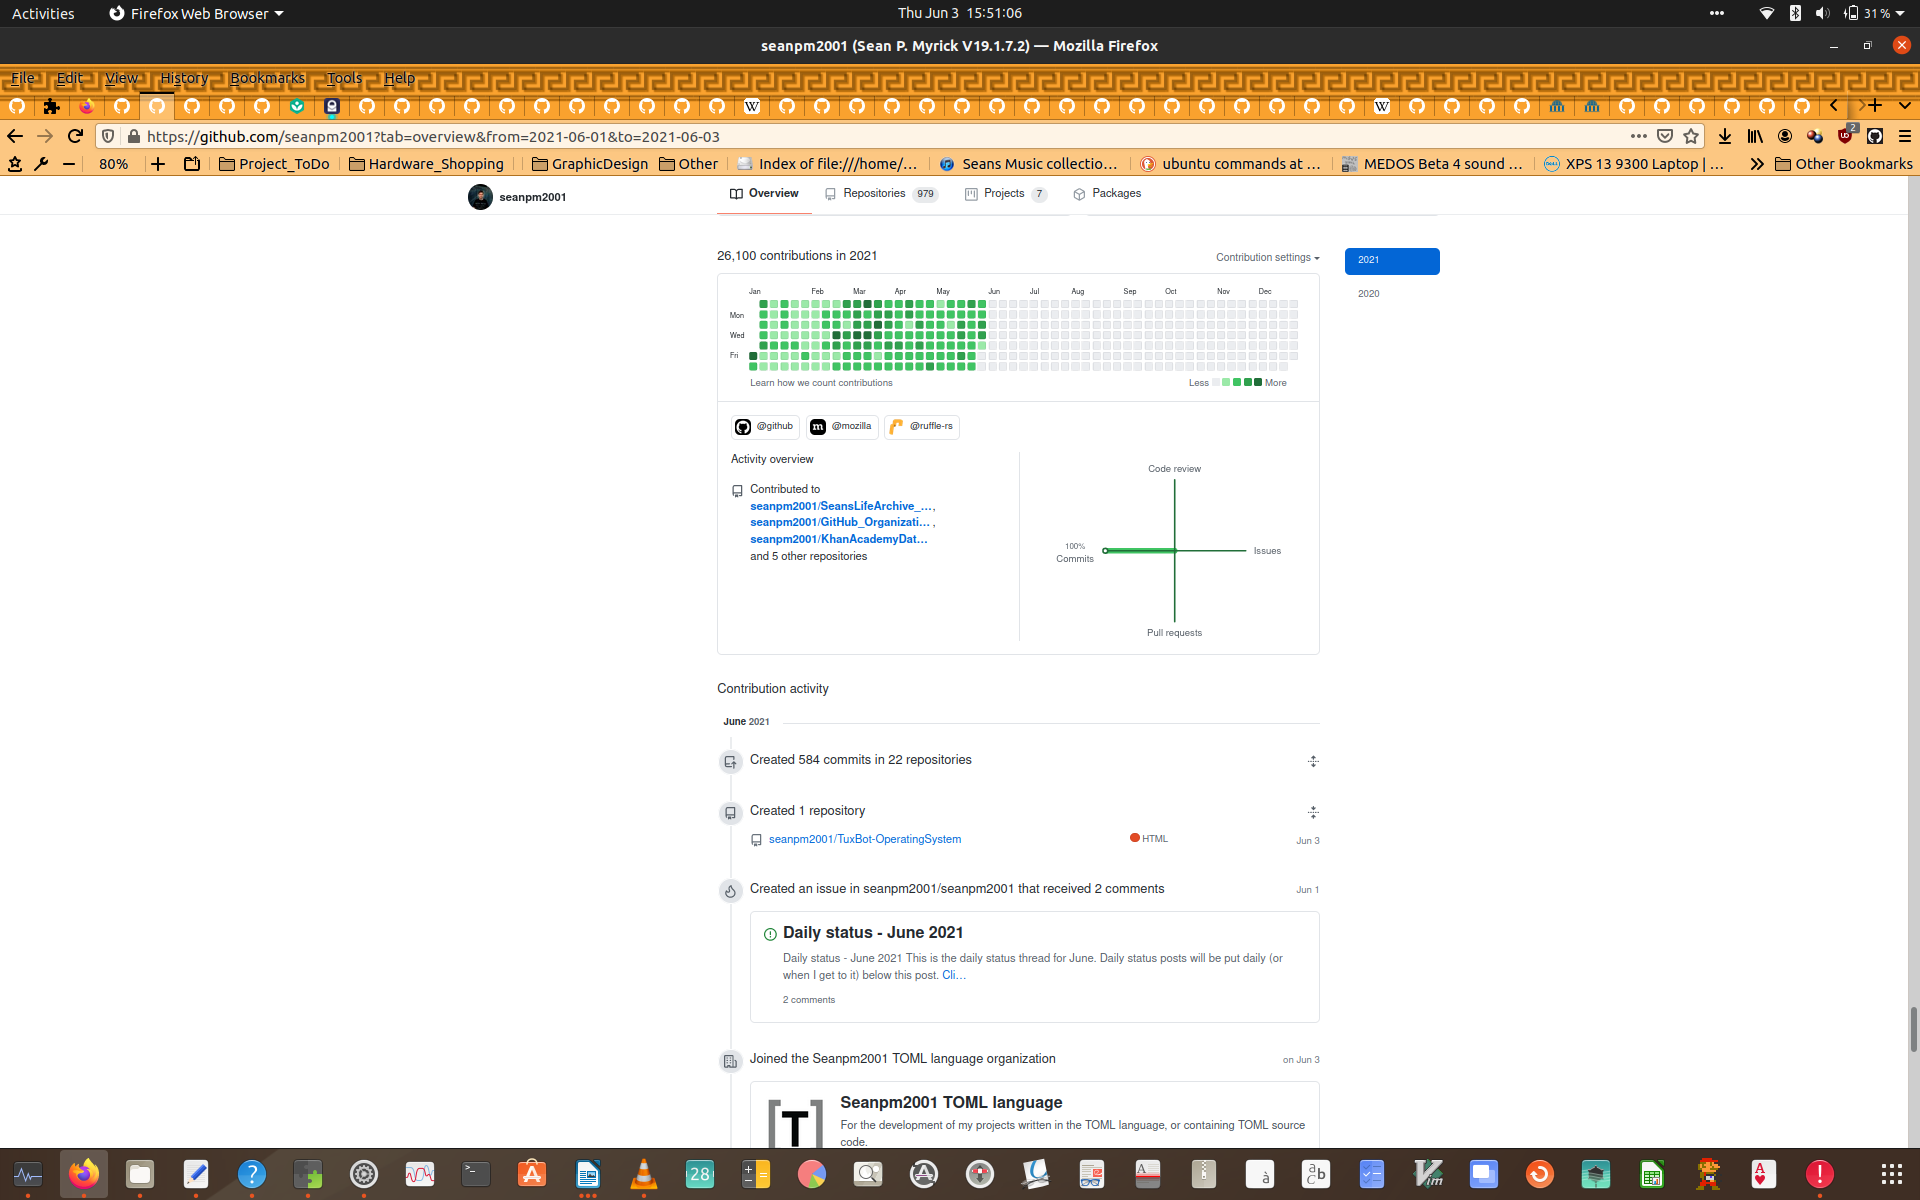 Activities
Firefox Web Browser
Thu Jun 3 15:51:06
31 %
seanpm2001 (Sean P. Myrick V19.1.7.2) — Mozilla Firefox
File Edit View History Bookmarks Tools Help
https://github.com/seanpm2001?tab=overview&from=2021-06-01&to=2021-06-03
2
80%
Project_ToDo
Hardware_Shopping
GraphicDesign
Other
Index of file:///home/…
Seans Music collectio…
ubuntu commands at …
MEDOS Beta 4 sound …
XPS 13 9300 Laptop | …
Other Bookmarks
seanpm2001
Overview
Repositories 979
Projects 7
Packages
26,100 contributions in 2021
Contribution settings
2021
2020
Jan Feb Mar Apr May Jun Jul Aug Sep Oct Nov Dec
Mon
Wed
Fri
Learn how we count contributions
Less
More
@github
@mozilla
@ruffle-rs
Activity overview
Contributed to
seanpm2001/SeansLifeArchive_…,
seanpm2001/GitHub_Organizati… ,
seanpm2001/KhanAcademyDat…
and 5 other repositories
Code review
100%
Commits
Issues
Pull requests
Contribution activity
June 2021
Created 584 commits in 22 repositories
Created 1 repository
seanpm2001/TuxBot-OperatingSystem
HTML
Jun 3
Created an issue in seanpm2001/seanpm2001 that received 2 comments
Jun 1
Daily status - June 2021
Daily status - June 2021 This is the daily status thread for June. Daily status posts will be put daily (or
when I get to it) below this post. Cli…
2 comments
Joined the Seanpm2001 TOML language organization
on Jun 3
[T]
Seanpm2001 TOML language
For the development of my projects written in the TOML language, or containing TOML source
code.
28